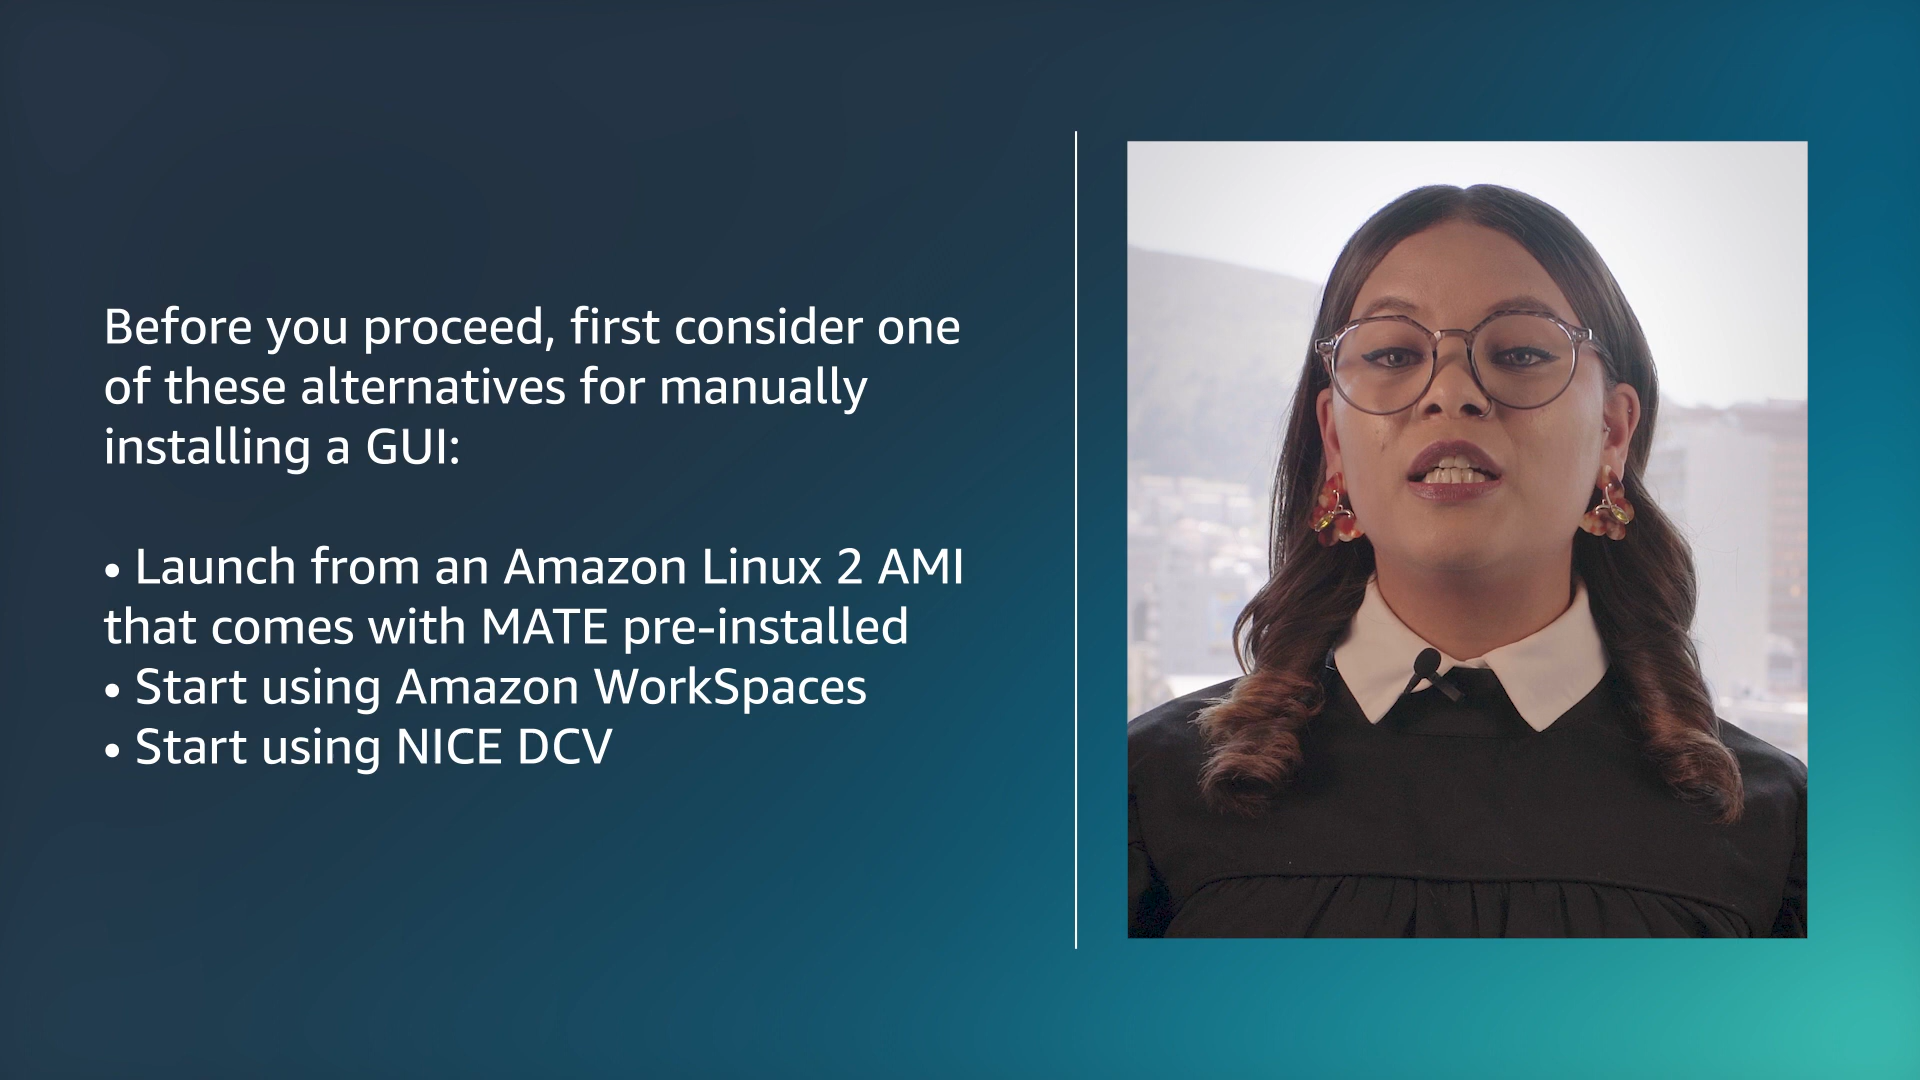 Before you proceed, first consider one
of these alternatives for manually
installing a GUI:
• Launch from an Amazon Linux 2 AMI
that comes with MATE pre-installed
• Start using Amazon WorkSpaces
• Start using NICE DCV